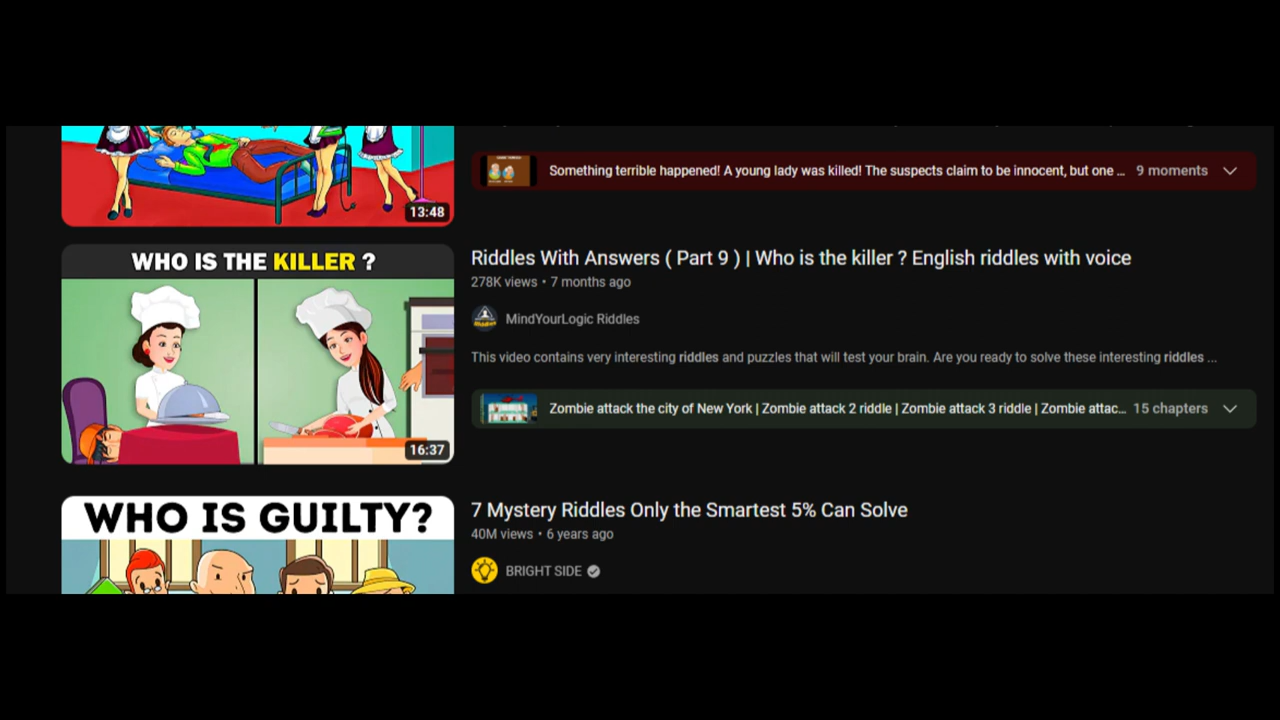 Something terrible happened! A young lady was killed! The suspects claim to be innocent, but one ... 9 moments
13:48
WHO IS THE KILLER ?
Riddles With Answers ( Part 9 ) | Who is the killer ? English riddles with voice
278K views • 7 months ago
MindYourLogic Riddles
This video contains very interesting riddles and puzzles that will test your brain. Are you ready to solve these interesting riddles ...
Zombie attack the city of New York | Zombie attack 2 riddle | Zombie attack 3 riddle | Zombie attac... 15 chapters
16:37
WHO IS GUILTY?
7 Mystery Riddles Only the Smartest 5% Can Solve
40M views • 6 years ago
BRIGHT SIDE